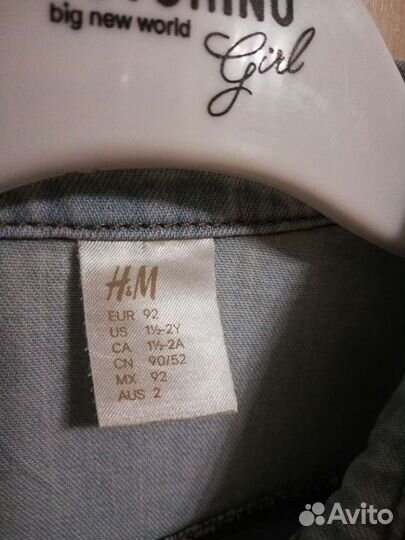 big new world
Girl
H&M
EUR 92
US 1½-2Y
CA 1½-2A
CN 90/52
MX 92
AUS 2
Avito